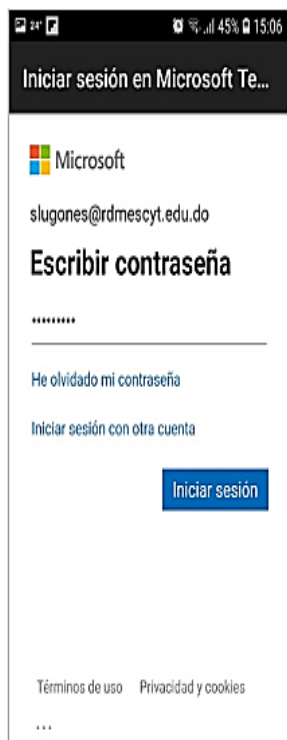 24° 45% 15:06
Iniciar sesión en Microsoft Te...
Microsoft
slugones@rdmescyt.edu.do
Escribir contraseña
•••••••••
He olvidado mi contraseña
Iniciar sesión con otra cuenta
Iniciar sesión
Términos de uso Privacidad y cookies
...